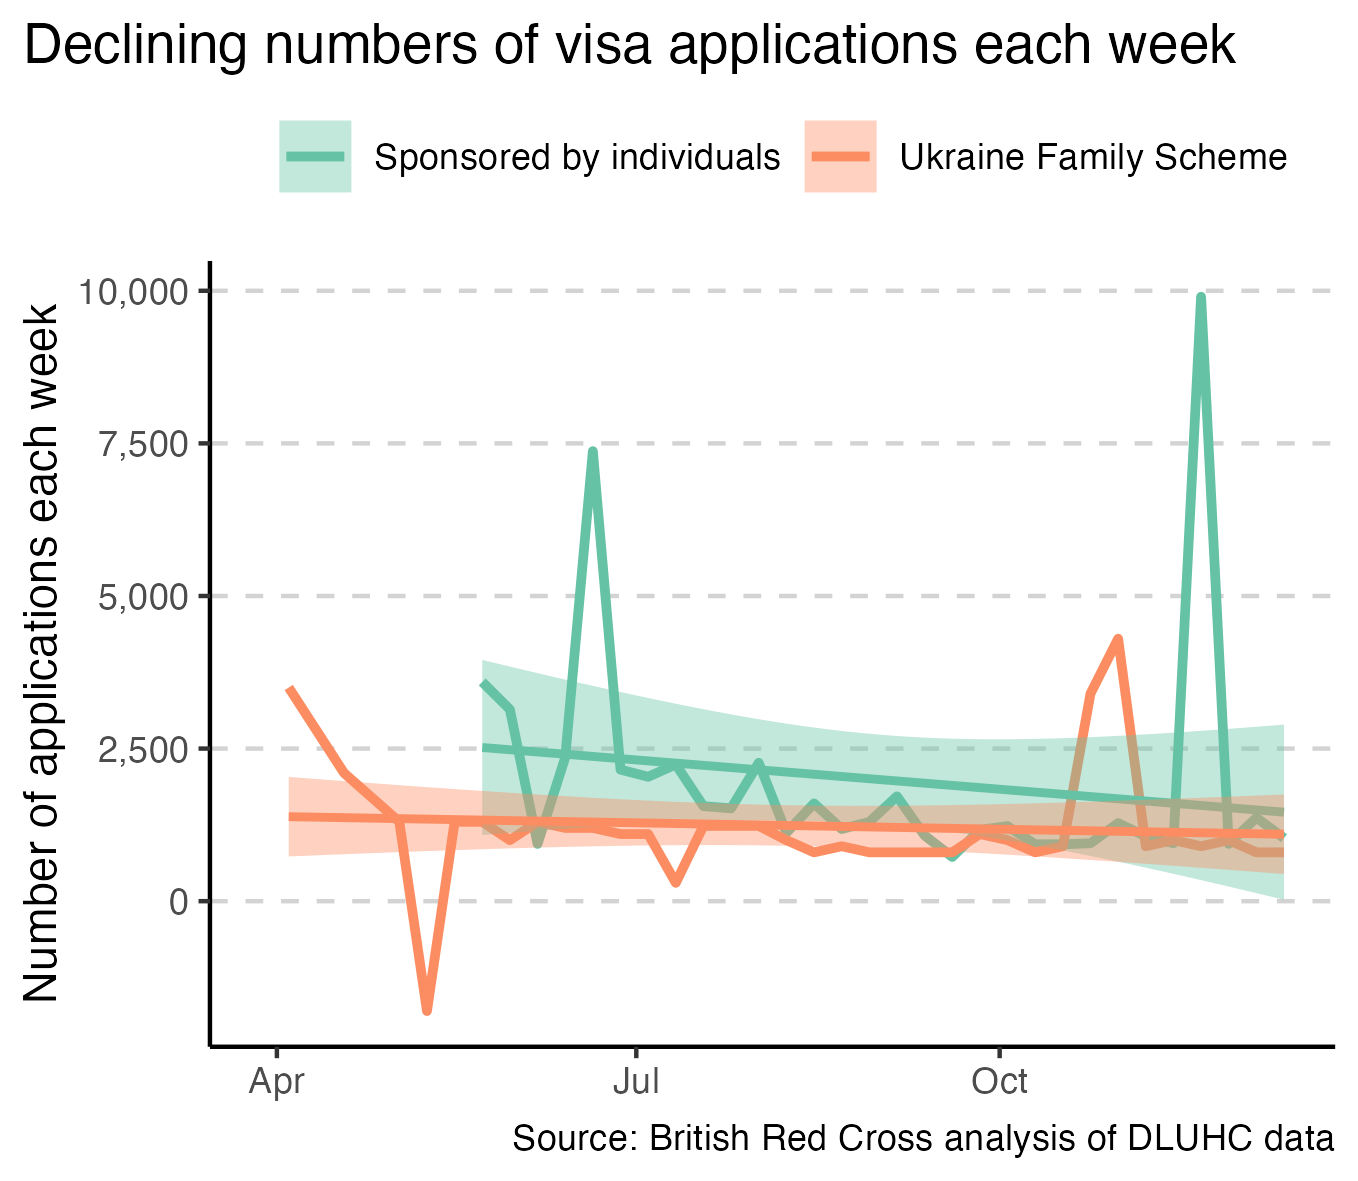 Declining numbers of visa applications each week
Sponsored by individuals
Ukraine Family Scheme
Number of applications each week
10,000
7,500
5,000
2,500
0
Apr
Jul
Oct
Source: British Red Cross analysis of DLUHC data